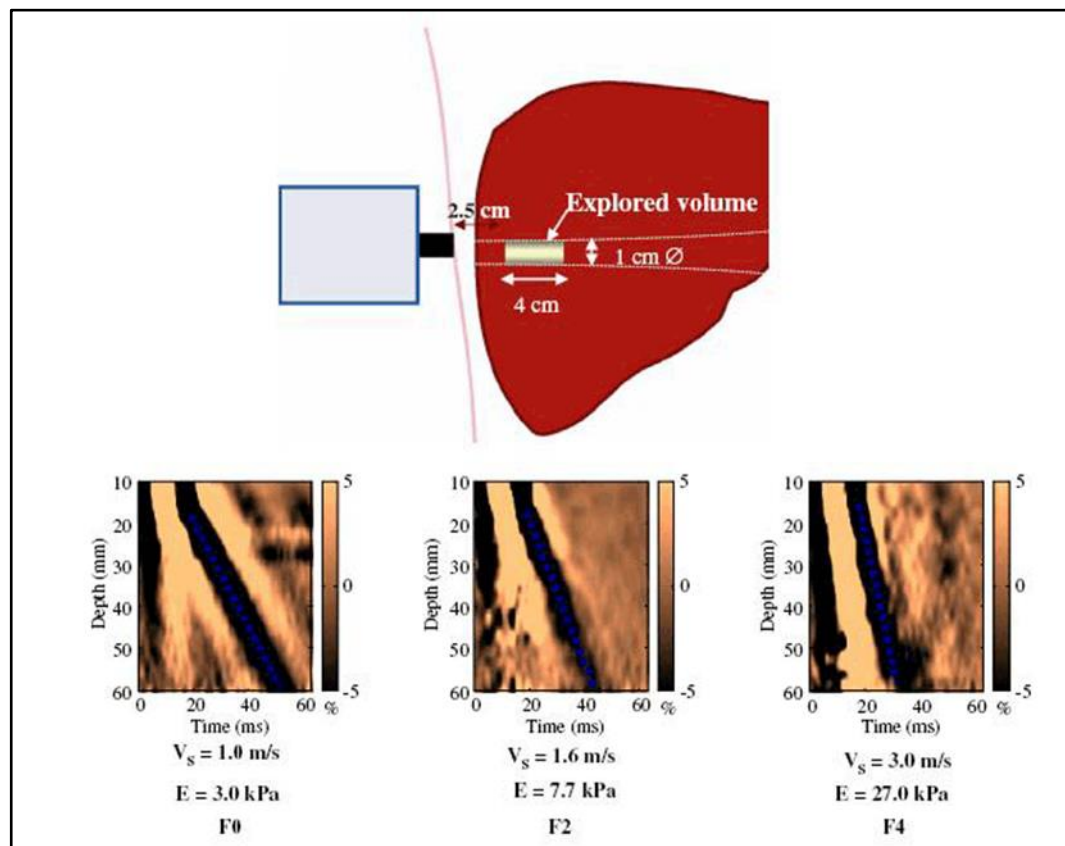 2.5 cm
Explored volume
1 cm Ø
4 cm
10
20
30
40
50
60
Depth (mm)
0 20 40 60
Time (ms)
5
0
-5
%
V_S = 1.0 m/s
E = 3.0 kPa
F0
10
20
30
40
50
60
Depth (mm)
0 20 40 60
Time (ms)
5
0
-5
%
V_S = 1.6 m/s
E = 7.7 kPa
F2
10
20
30
40
50
60
Depth (mm)
0 20 40 60
Time (ms)
5
0
-5
%
V_S = 3.0 m/s
E = 27.0 kPa
F4